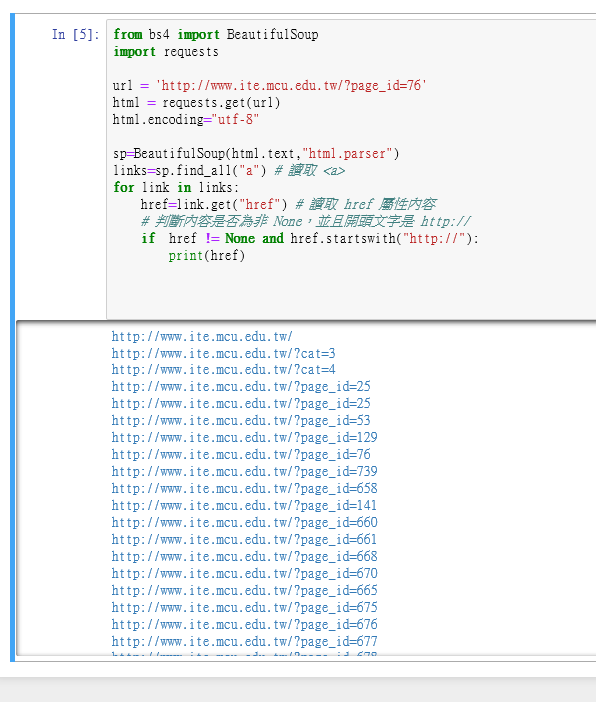 In [5]: from bs4 import BeautifulSoup
import requests
url = 'http://www.ite.mcu.edu.tw/?page_id=76'
html = requests.get(url)
html.encoding="utf-8"
sp=BeautifulSoup(html.text,"html.parser")
links=sp.find_all("a") # 讀取 <a>
for link in links:
    href=link.get("href") # 讀取 href 屬性內容
    # 判斷內容是否為非 None，並且開頭文字是 http://
    if  href != None and href.startswith("http://"):
        print(href)
http://www.ite.mcu.edu.tw/
http://www.ite.mcu.edu.tw/?cat=3
http://www.ite.mcu.edu.tw/?cat=4
http://www.ite.mcu.edu.tw/?page_id=25
http://www.ite.mcu.edu.tw/?page_id=25
http://www.ite.mcu.edu.tw/?page_id=53
http://www.ite.mcu.edu.tw/?page_id=129
http://www.ite.mcu.edu.tw/?page_id=76
http://www.ite.mcu.edu.tw/?page_id=739
http://www.ite.mcu.edu.tw/?page_id=658
http://www.ite.mcu.edu.tw/?page_id=141
http://www.ite.mcu.edu.tw/?page_id=660
http://www.ite.mcu.edu.tw/?page_id=661
http://www.ite.mcu.edu.tw/?page_id=668
http://www.ite.mcu.edu.tw/?page_id=670
http://www.ite.mcu.edu.tw/?page_id=665
http://www.ite.mcu.edu.tw/?page_id=675
http://www.ite.mcu.edu.tw/?page_id=676
http://www.ite.mcu.edu.tw/?page_id=677